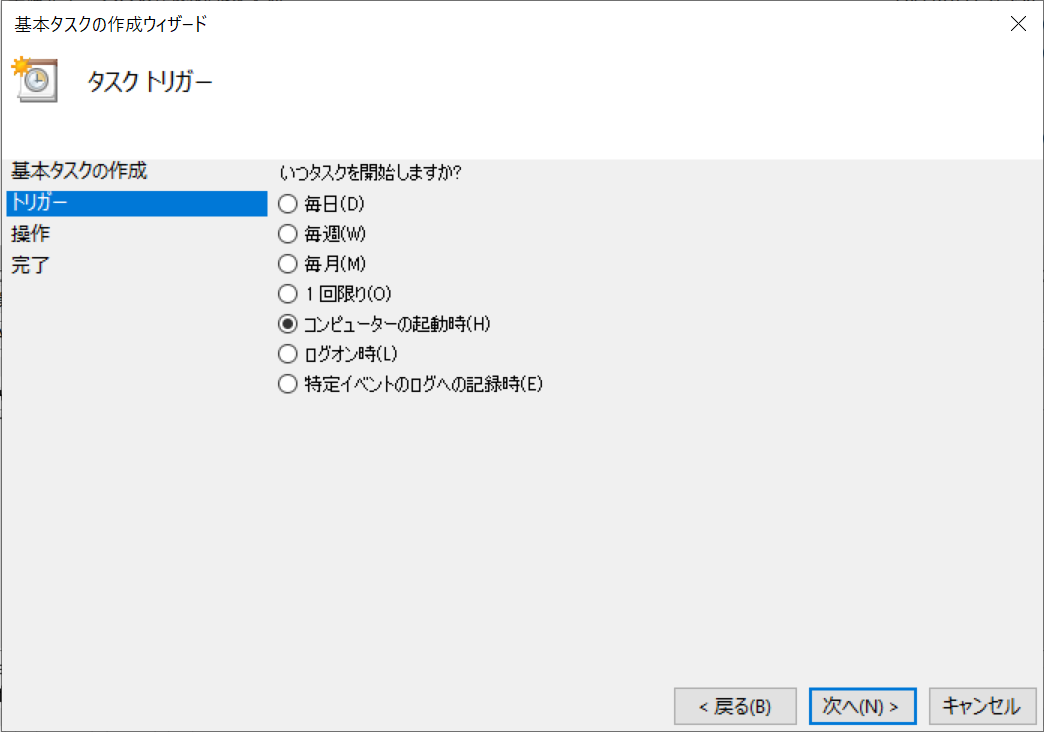 基本タスクの作成ウィザード
タスク トリガー
基本タスクの作成
トリガー
操作
完了
いつタスクを開始しますか?
毎日(D)
毎週(W)
毎月(M)
1 回限り(O)
コンピューターの起動時(H)
ログオン時(L)
特定イベントのログへの記録時(E)
< 戻る(B)
次へ(N) >
キャンセル